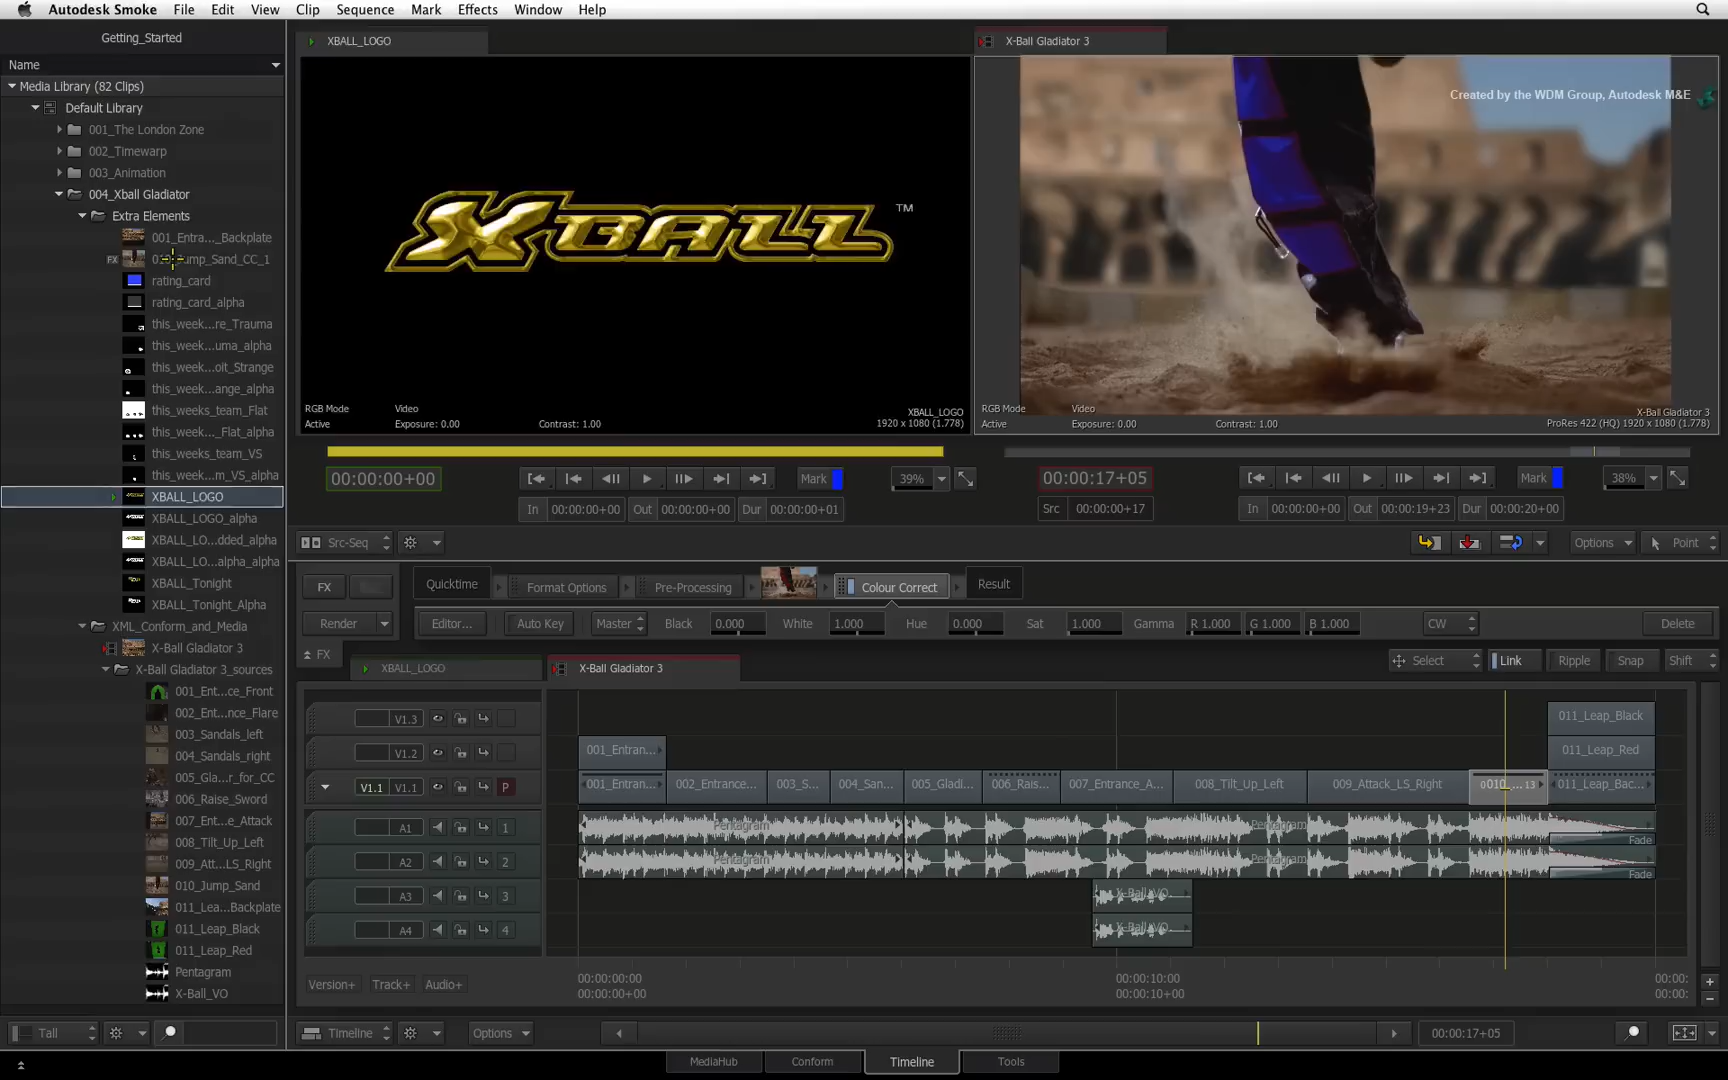 Autodesk Smoke File Edit View Clip Sequence Mark Effects Window Help
Getting_Started
Name
Media Library (82 Clips)
Default Library
001_The London Zone
002_Timewarp
003_Animation
004_Xball Gladiator
Extra Elements
001_Entra..._Backplate
FX
rating_card
rating_card_alpha
this_week...re_Trauma
this_week...uma_alpha
this_week...oit_Strange
this_week...ange_alpha
this_weeks_team_Flat
this_week..._Flat_alpha
this_weeks_team_VS
this_week...m_VS_alpha
XBALL_LOGO
XBALL_LOGO_alpha
XBALL_LO...dded_alpha
XBALL_LO...alpha_alpha
XBALL_Tonight
XBALL_Tonight_Alpha
XML_Conform_and_Media
X-Ball Gladiator 3
X-Ball Gladiator 3_sources
001_Ent...ce_Front
002_Ent...nce_Flare
003_Sandals_left
004_Sandals_right
005_Gla...r_for_CC
006_Raise_Sword
007_Ent...e_Attack
008_Tilt_Up_Left
009_Att...LS_Right
010_Jump_Sand
011_Lea...Backplate
011_Leap_Black
011_Leap_Red
Pentagram
X-Ball_VO
Tall
XBALL_LOGO
XBALL ™
RGB Mode Video
Active Exposure: 0.00 Contrast: 1.00
XBALL_LOGO
1920 x 1080 (1.778)
00:00:00+00 Mark 39%
In 00:00:00+00 Out 00:00:00+00 Dur 00:00:00+01
X-Ball Gladiator 3
Created by the WDM Group, Autodesk M&E
RGB Mode Video
Active Exposure: 0.00 Contrast: 1.00
X-Ball Gladiator 3
ProRes 422 (HQ) 1920 x 1080 (1.778)
00:00:17+05 Mark 38%
Src 00:00:00+17 In 00:00:00+00 Out 00:00:19+23 Dur 00:00:20+00
Src-Seq Options Point
FX Quicktime Format Options Pre-Processing Colour Correct Result
Render Editor... Auto Key Master Black 0.000 White 1.000 Hue 0.000 Sat 1.000 Gamma R 1.000 G 1.000 B 1.000 CW Delete
FX XBALL_LOGO X-Ball Gladiator 3 Select Link Ripple Snap Shift
V1.3 011_Leap_Black
V1.2 001_Entran... 011_Leap_Red
V1.1 V1.1 P 001_Entran... 002_Entrance... 003_S... 004_San... 005_Gladi... 006_Rais... 007_Entrance_A... 008_Tilt_Up_Left 009_Attack_LS_Right 011_Leap_Bac...
A1 1 Pentagram Pentagram Fade
A2 2 Pentagram Pentagram Fade
A3 3 X-Ball_VO
A4 4 X-Ball_VO
Version+ Track+ Audio+
00:00:00:00 00:00:10:00 00:00:
00:00:00+00 00:00:10+00 00:00:
Timeline Options 00:00:17+05
MediaHub Conform Timeline Tools